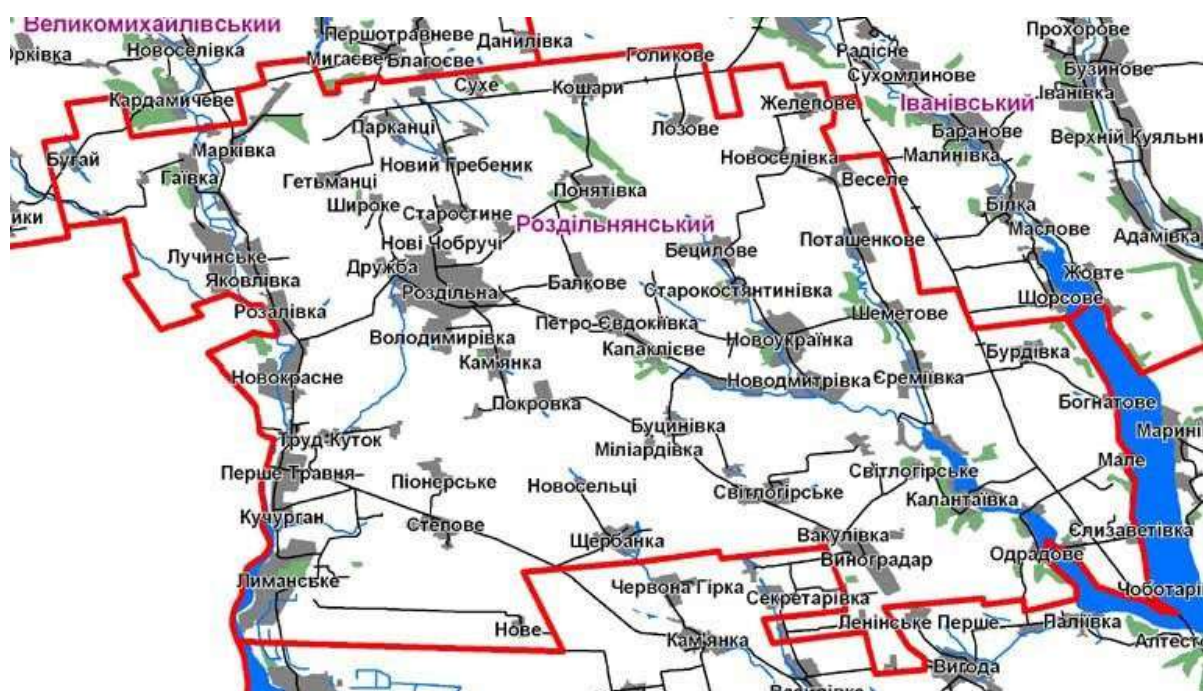 Великомихайлівський
Першотравневе
Новоселівка
Данилівка
Голикове
Радісне
Прохорове
Мигаєве
Благоєве
Сухомлинове
Бузинове
Сухе
Кошари
Кардамичеве
Желепове
Іванівський
Іванівка
Лозове
Парканці
Баранове
Марківка
Верхній Куяльн
Бугай
Новий Гребеник
Новоселівка
Малинівка
Гаївка
Гетьманці
Понятівка
Веселе
Широке
Старостине
Білка
Роздільнянський
Маслове
Адамівка
Нові Чобручі
Поташенкове
Лучинське
Бецилове
Дружба
Жовте
Яковлівка
Балкове
Роздільна
Старокостянтинівка
Щорсове
Розалівка
Шеметове
Петро-Євдокіївка
Володимирівка
Новоукраїнка
Капаклієве
Бурдівка
Кам'янка
Новокрасне
Новодмитрівка
Єреміївка
Покровка
Богнатове
Буцинівка
Марині
Труд-Куток
Міліардівка
Мале
Перше Травня
Світлогірське
Піонерське
Новосельці
Світлогірське
Калантаївка
Кучурган
Степове
Єлизаветівка
Щербанка
Вакулівка
Одрадове
Виноградар
Лиманське
Червона Гірка
Чоботарі
Секретарівка
Нове
Ленінське Перше
Паліївка
Кам'янка
Алтест
Вигода